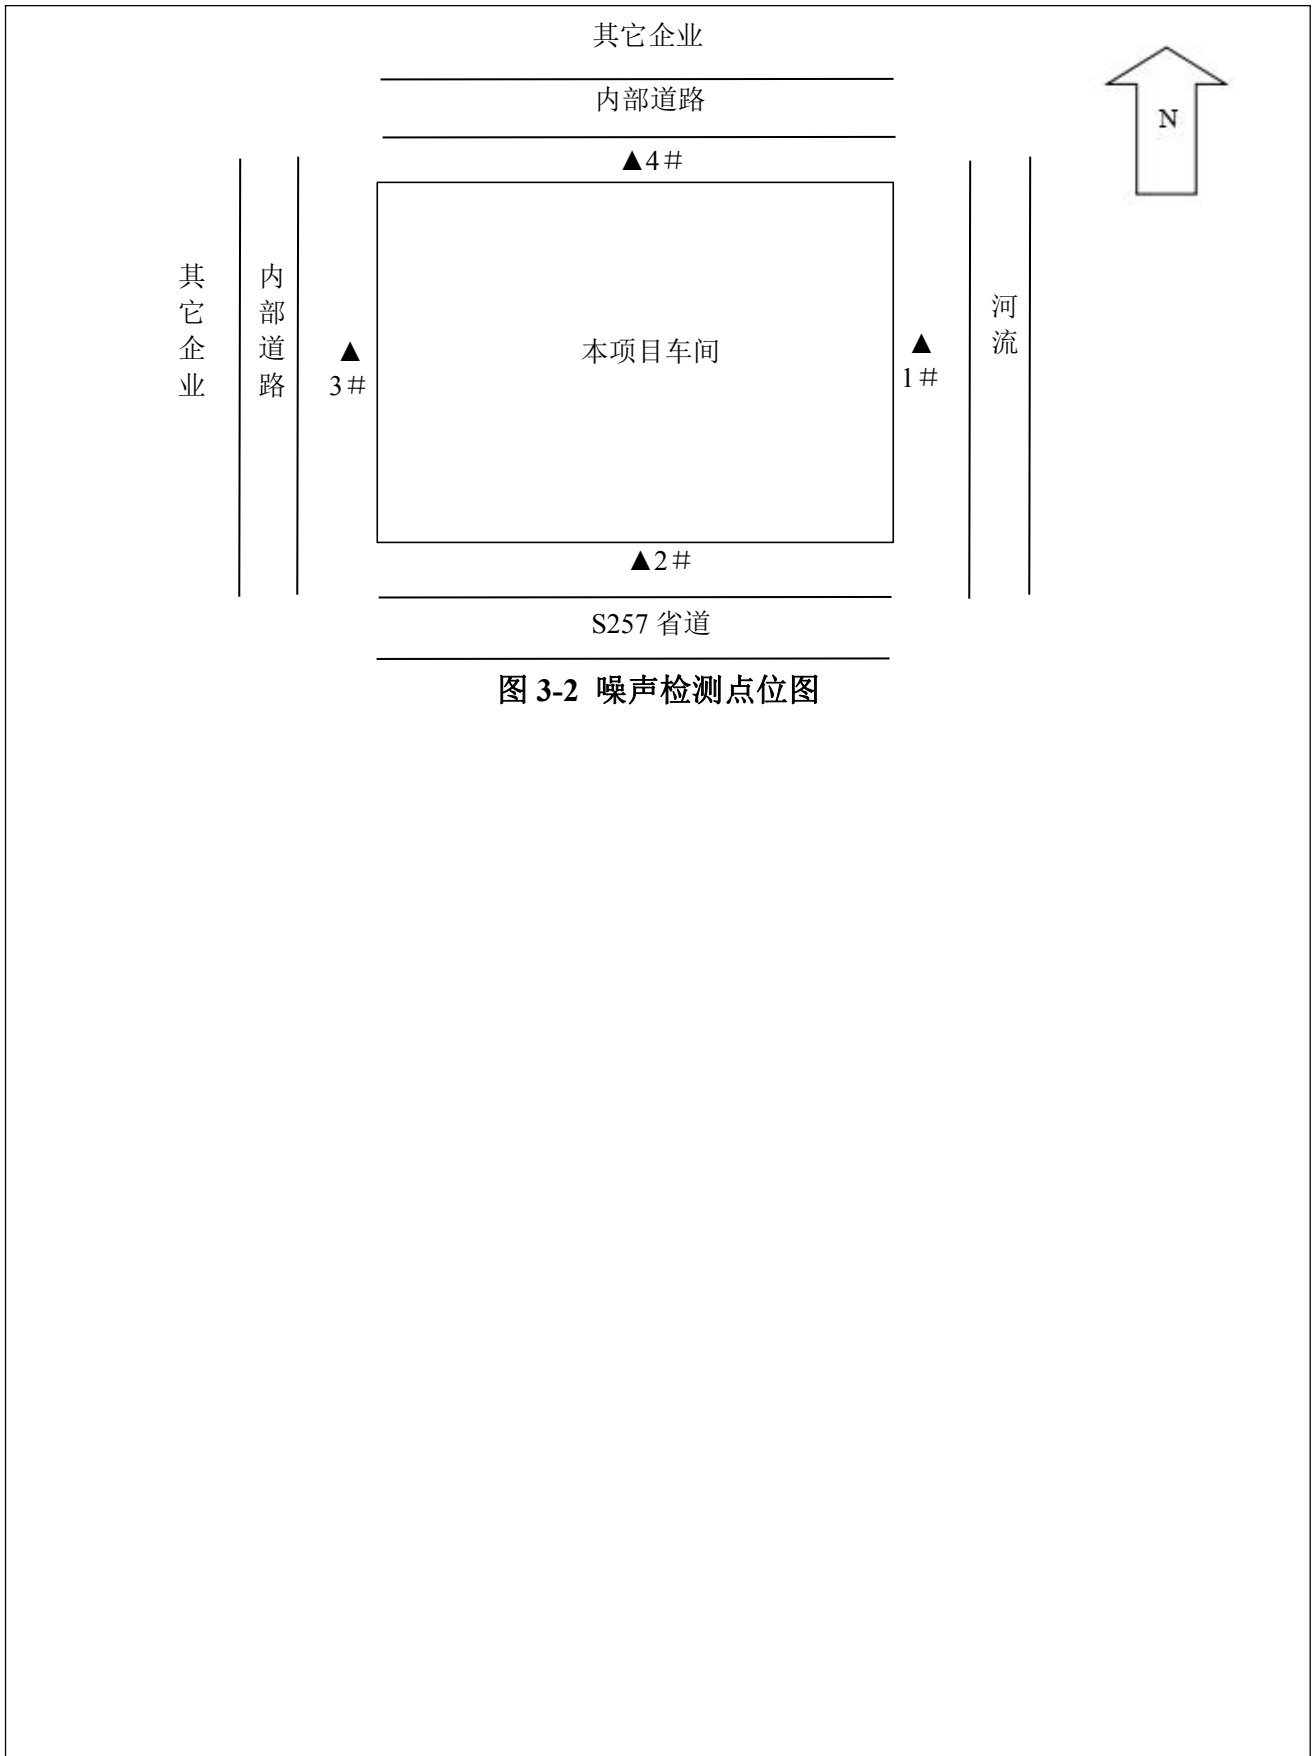 其它企业
内部道路
N
▲4#
其它企业
内部道路
▲
3#
本项目车间
▲
1#
河流
▲2#
S257 省道
图 3-2 噪声检测点位图